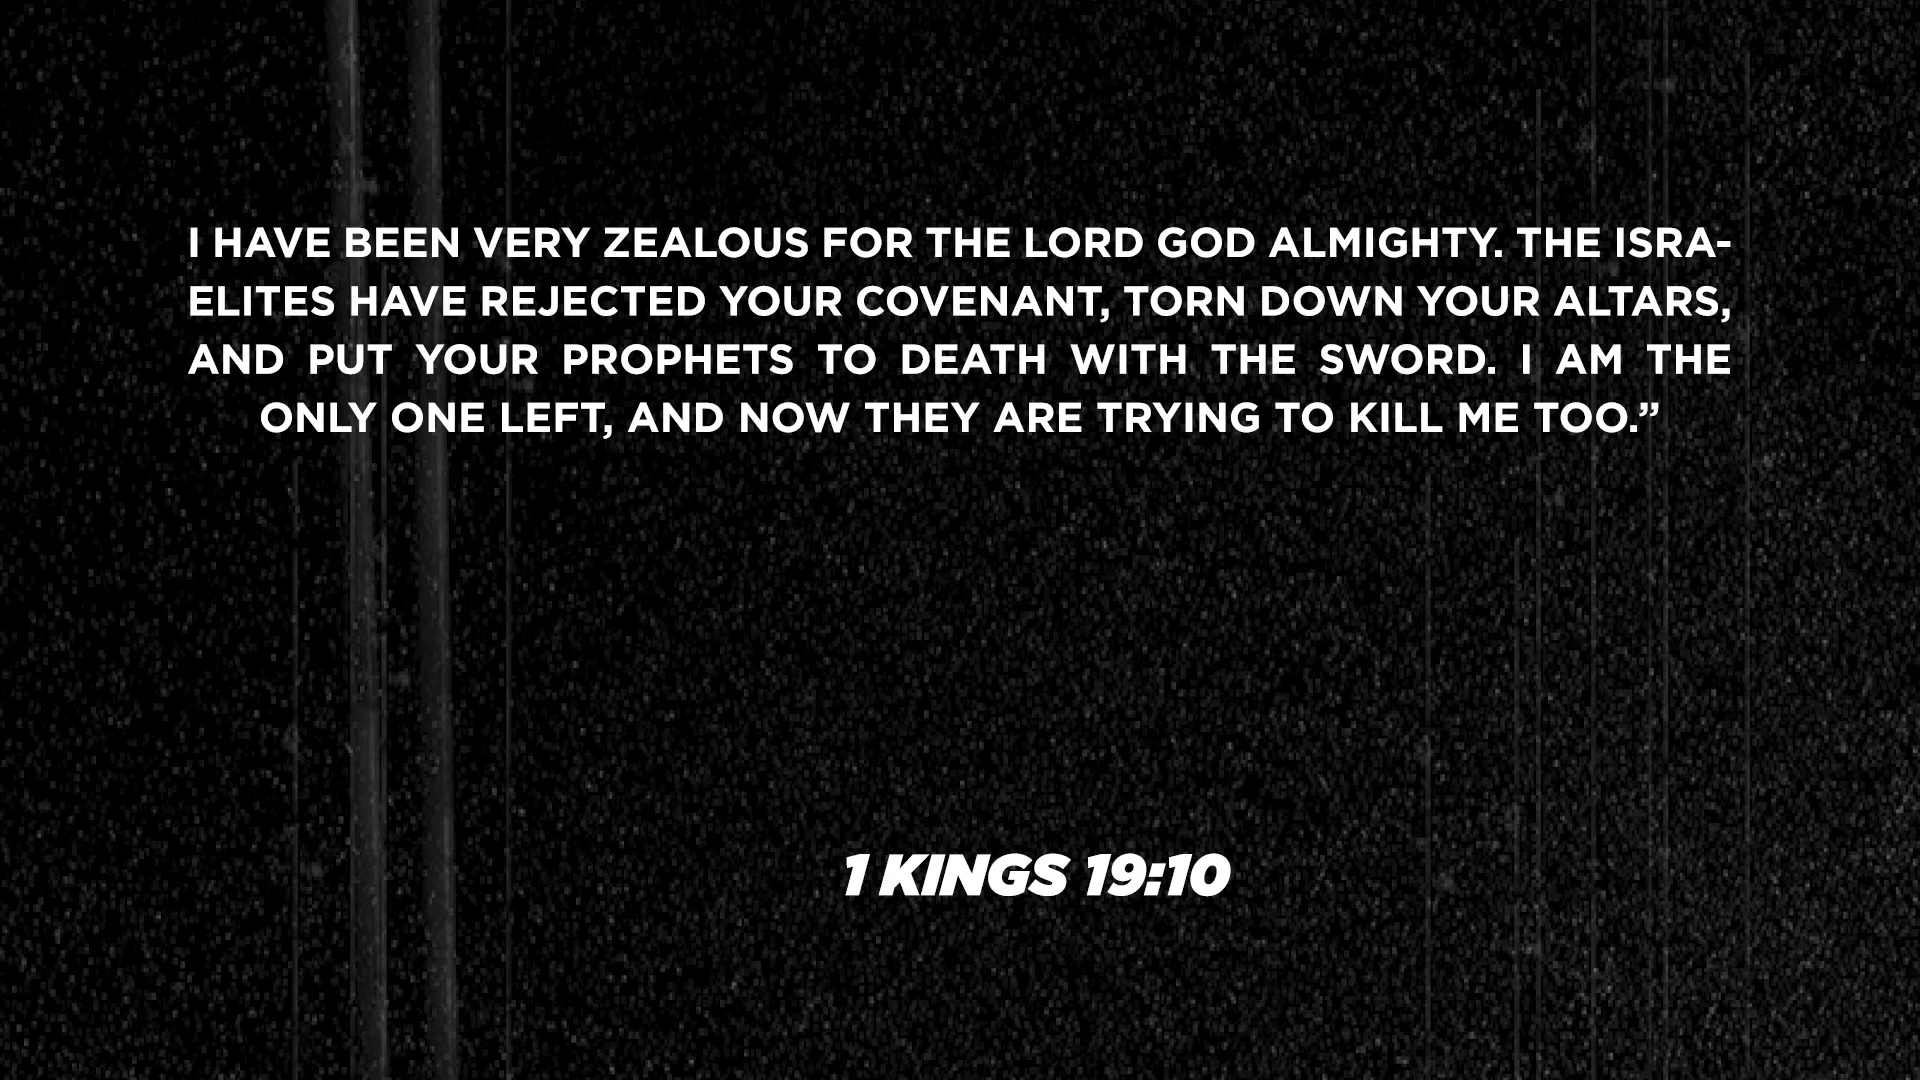 I HAVE BEEN VERY ZEALOUS FOR THE LORD GOD ALMIGHTY. THE ISRA-
ELITES HAVE REJECTED YOUR COVENANT, TORN DOWN YOUR ALTARS,
AND PUT YOUR PROPHETS TO DEATH WITH THE SWORD. I AM THE
ONLY ONE LEFT, AND NOW THEY ARE TRYING TO KILL ME TOO.”
1 KINGS 19:10